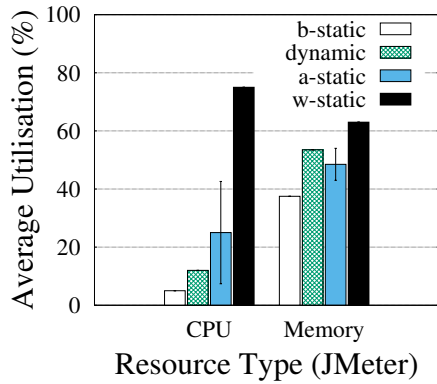 Average Utilisation (%)
100
80
60
40
20
0
b-static
dynamic
a-static
w-static
CPU Memory
Resource Type (JMeter)